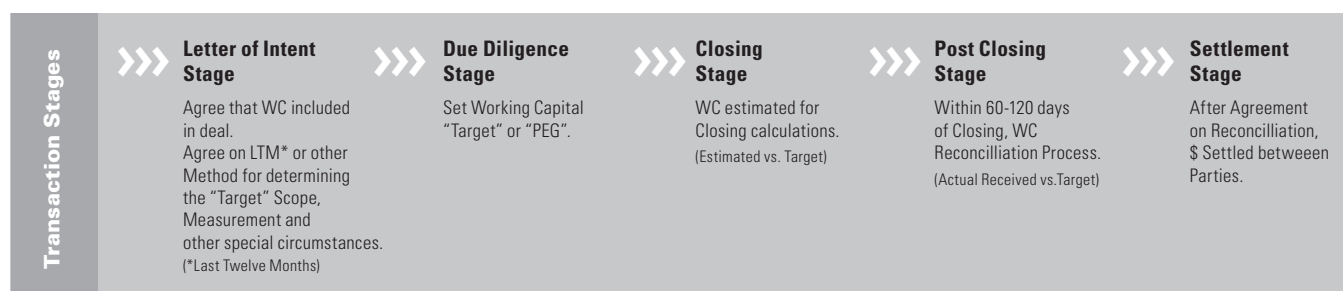 Transaction Stages
Letter of Intent
Stage
Agree that WC included
in deal.
Agree on LTM* or other
Method for determining
the “Target” Scope,
Measurement and
other special circumstances.
(*Last Twelve Months)
Due Diligence
Stage
Set Working Capital
“Target” or “PEG”.
Closing
Stage
WC estimated for
Closing calculations.
(Estimated vs. Target)
Post Closing
Stage
Within 60-120 days
of Closing, WC
Reconcilliation Process.
(Actual Received vs.Target)
Settlement
Stage
After Agreement
on Reconcilliation,
$ Settled betweeen
Parties.